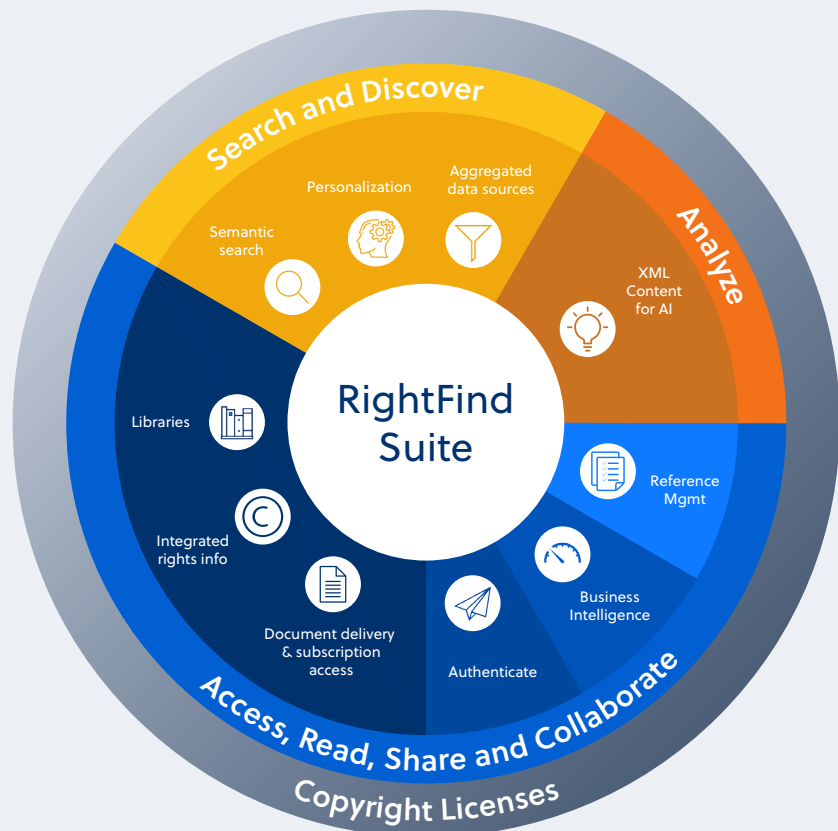 Search and Discover
Personalization
Aggregated
data sources
Semantic
search
Analyze
XML
Content
for AI
RightFind
Suite
Libraries
Reference
Mgmt
C
Integrated
rights info
Business
Intelligence
Document delivery
& subscription
access
Authenticate
Access, Read, Share and Collaborate
Copyright Licenses